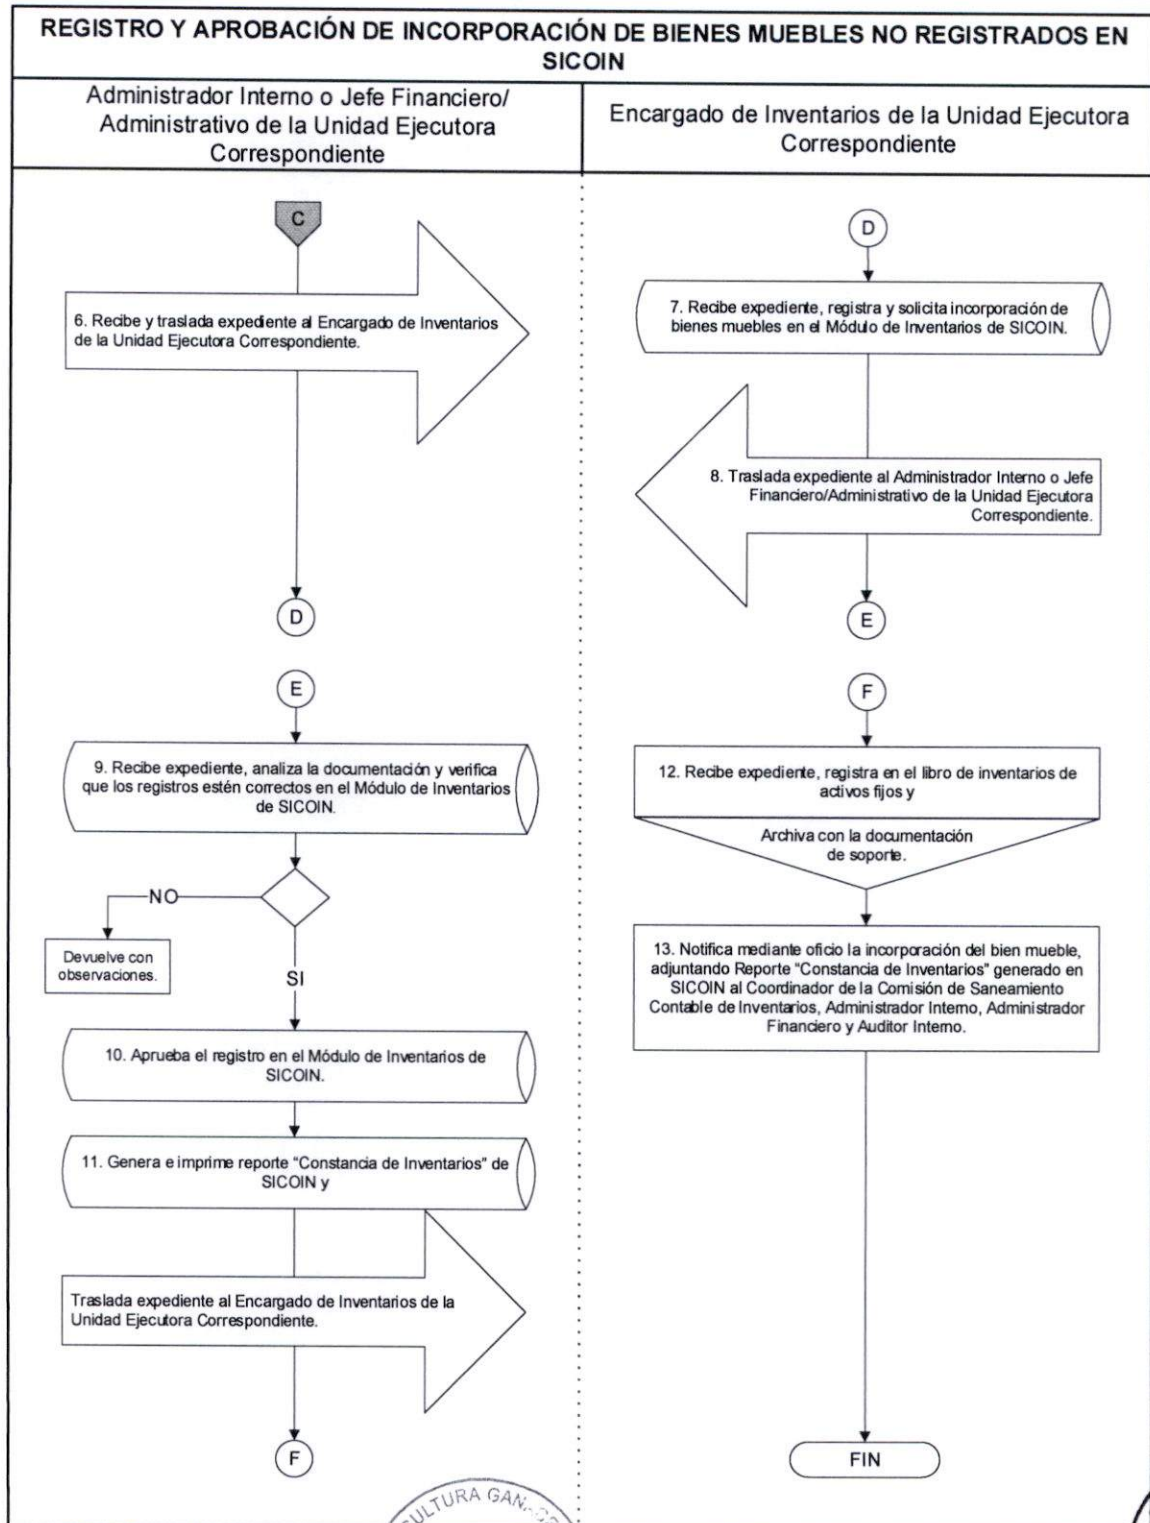 REGISTRO Y APROBACIÓN DE INCORPORACIÓN DE BIENES MUEBLES NO REGISTRADOS EN
SICOIN
Administrador Interno o Jefe Financiero/
Administrativo de la Unidad Ejecutora
Correspondiente
C
6. Recibe y traslada expediente al Encargado de Inventarios
de la Unidad Ejecutora Correspondiente.
D
E
9. Recibe expediente, analiza la documentación y verifica
que los registros estén correctos en el Módulo de Inventarios
de SICOIN.
NO
Devuelve con
observaciones.
SI
10. Aprueba el registro en el Módulo de Inventarios de
SICOIN.
11. Genera e imprime reporte "Constancia de Inventarios" de
SICOIN y
Traslada expediente al Encargado de Inventarios de la
Unidad Ejecutora Correspondiente.
F
Encargado de Inventarios de la Unidad Ejecutora
Correspondiente
D
7. Recibe expediente, registra y solicita incorporación de
bienes muebles en el Módulo de Inventarios de SICOIN.
8. Traslada expediente al Administrador Interno o Jefe
Financiero/Administrativo de la Unidad Ejecutora
Correspondiente.
E
F
12. Recibe expediente, registra en el libro de inventarios de
activos fijos y
Archiva con la documentación
de soporte.
13. Notifica mediante oficio la incorporación del bien mueble,
adjuntando Reporte "Constancia de Inventarios" generado en
SICOIN al Coordinador de la Comisión de Saneamiento
Contable de Inventarios, Administrador Interno, Administrador
Financiero y Auditor Interno.
FIN